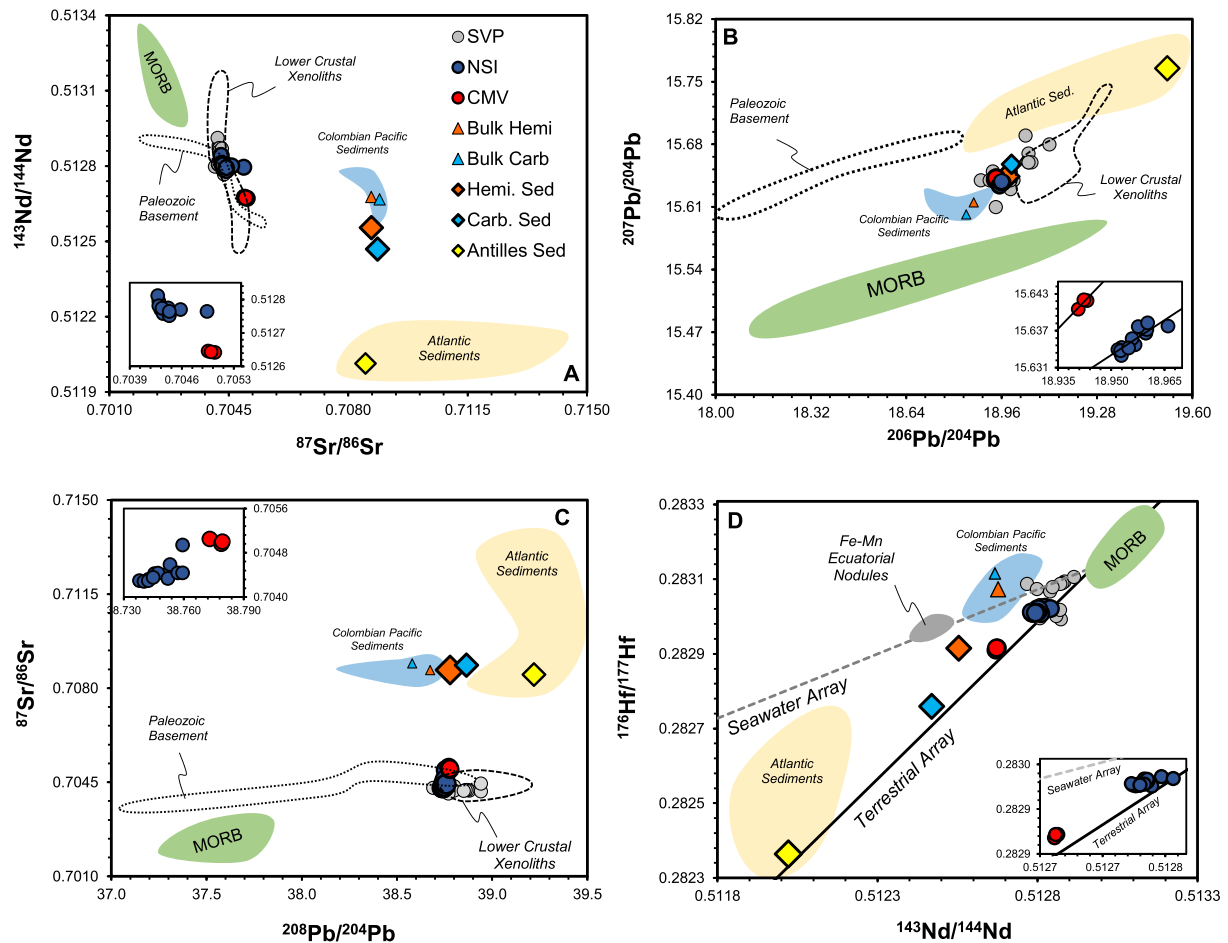 0.5134
0.5131
0.5128
0.5125
0.5122
0.5119
143Nd/144Nd
MORB
Lower Crustal
Xenoliths
Paleozoic
Basement
Colombian Pacific
Sediments
Atlantic
Sediments
A
SVP
NSI
CMV
Bulk Hemi
Bulk Carb
Hemi. Sed
Carb. Sed
Antilles Sed
0.5128
0.5127
0.5126
0.7039
0.7046
0.7053
0.7010
0.7045
0.7080
0.7115
0.7150
87Sr/86Sr
15.82
15.75
15.68
15.61
15.54
15.47
15.40
207Pb/204Pb
B
Paleozoic
Basement
Atlantic Sed.
Colombian Pacific
Sediments
Lower Crustal
Xenoliths
MORB
15.643
15.637
15.631
18.935
18.950
18.965
18.00
18.32
18.64
18.96
19.28
19.60
206Pb/204Pb
0.7150
0.7115
0.7080
0.7045
0.7010
87Sr/86Sr
C
0.7056
0.7048
0.7040
38.730
38.760
38.790
Atlantic
Sediments
Colombian Pacific
Sediments
Paleozoic
Basement
MORB
Lower Crustal
Xenoliths
37.0
37.5
38.0
38.5
39.0
39.5
208Pb/204Pb
0.2833
0.2831
0.2829
0.2827
0.2825
0.2823
176Hf/177Hf
D
Fe-Mn
Ecuatorial
Nodules
Colombian Pacific
Sediments
MORB
Seawater Array
Terrestrial Array
Atlantic
Sediments
0.2830
0.2829
0.2829
Seawater Array
Terrestrial Array
0.5127
0.5127
0.5128
0.5118
0.5123
0.5128
0.5133
143Nd/144Nd